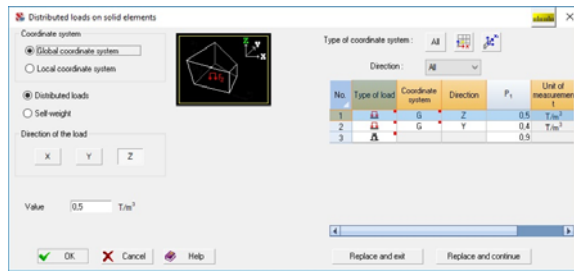 Distributed loads on solid elements
Coordinate system
Global coordinate system
Local coordinate system
Distributed loads
Self-weight
Direction of the load
X Y Z
Value 0,5 T/m³
OK Cancel Help
Type of coordinate system : All
Direction : All
No. Type of load Coordinate system Direction P₁ Unit of measurement
1 G Z 0,5 T/m³
2 G Y 0,4 T/m³
3 0,9
Replace and exit Replace and continue